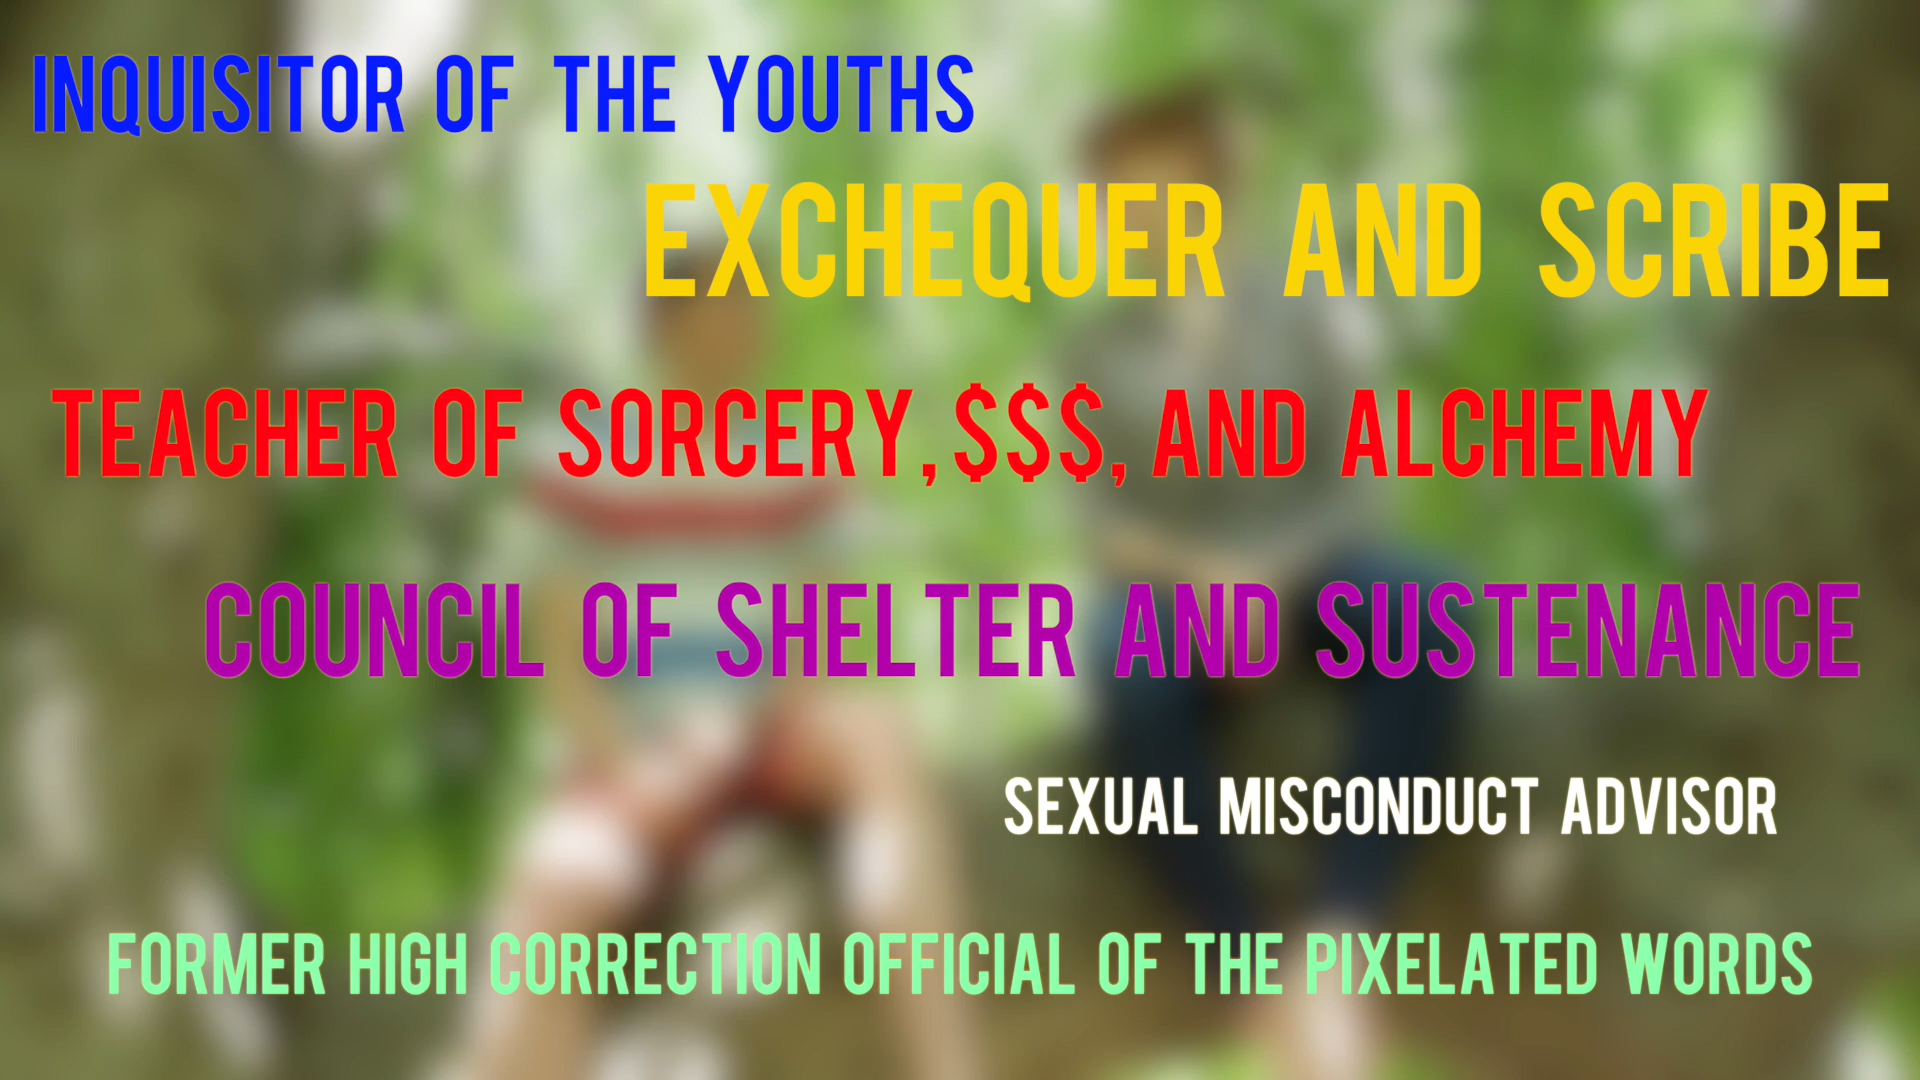 INQUISITOR OF THE YOUTHS
EXCHEQUER AND SCRIBE
TEACHER OF SORCERY, $$$, AND ALCHEMY
COUNCIL OF SHELTER AND SUSTENANCE
SEXUAL MISCONDUCT ADVISOR
FORMER HIGH CORRECTION OFFICIAL OF THE PIXELATED WORDS